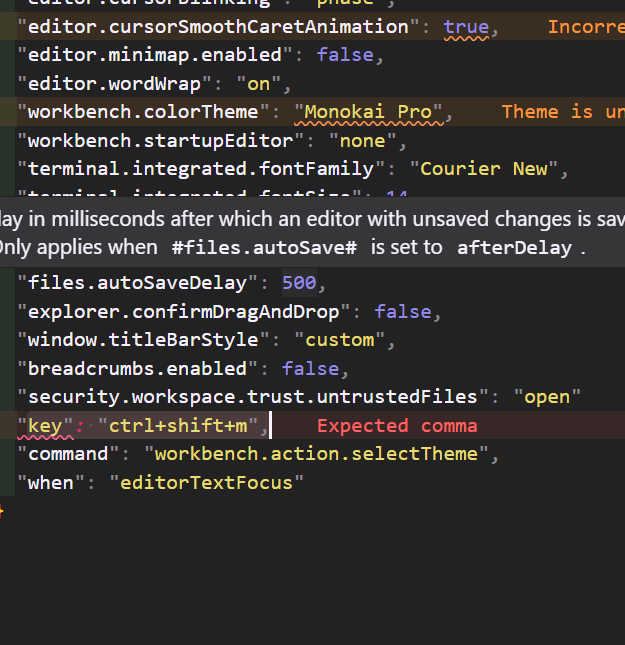 "editor.cursorBlinking": "phase",
"editor.cursorSmoothCaretAnimation": true, Incorre
"editor.minimap.enabled": false,
"editor.wordWrap": "on",
"workbench.colorTheme": "Monokai Pro", Theme is un
"workbench.startupEditor": "none",
"terminal.integrated.fontFamily": "Courier New",
"terminal.integrated.fontSize": 14
lay in milliseconds after which an editor with unsaved changes is sav
Only applies when #files.autoSave# is set to afterDelay.
"files.autoSaveDelay": 500,
"explorer.confirmDragAndDrop": false,
"window.titleBarStyle": "custom",
"breadcrumbs.enabled": false,
"security.workspace.trust.untrustedFiles": "open"
"key": "ctrl+shift+m", Expected comma
"command": "workbench.action.selectTheme",
"when": "editorTextFocus"
}